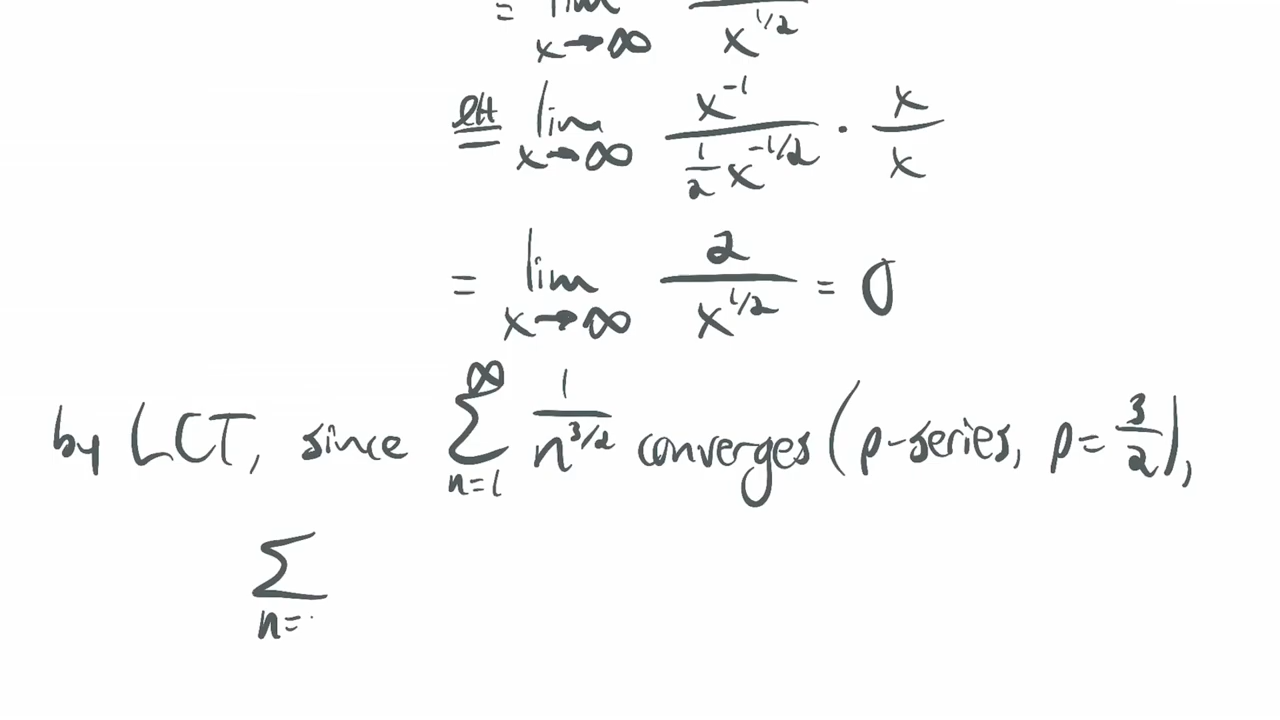 = lim x→∞ x^{1/2}
ℓH = lim x→∞ x^{-1} / (1/2 x^{-1/2}) · x/x
= lim x→∞ 2 / x^{1/2} = 0
by LCT, since ∑_{n=1}^{∞} 1/n^{3/2} converges (p-series, p = 3/2),
∑ n=